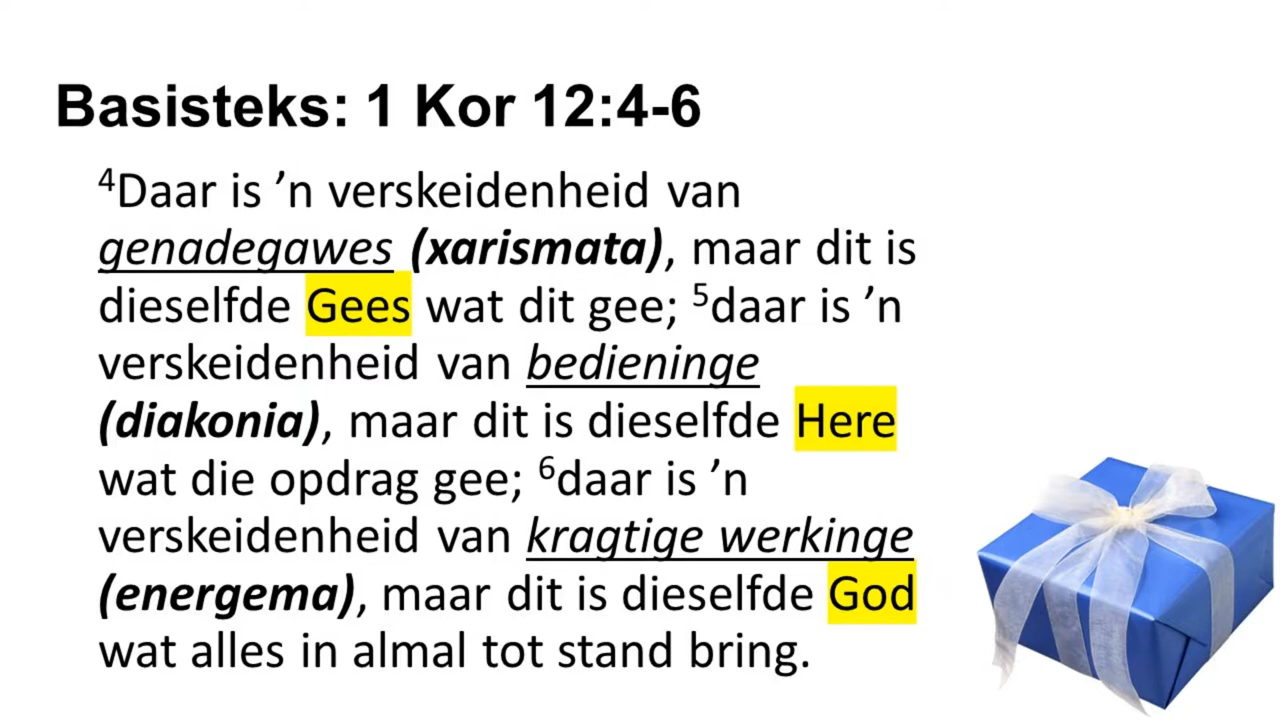 Basisteks: 1 Kor 12:4-6
⁴Daar is ’n verskeidenheid van
genadegawes (xarismata), maar dit is
dieselfde Gees wat dit gee; ⁵daar is ’n
verskeidenheid van bedieninge
(diakonia), maar dit is dieselfde Here
wat die opdrag gee; ⁶daar is ’n
verskeidenheid van kragtige werkinge
(energema), maar dit is dieselfde God
wat alles in almal tot stand bring.